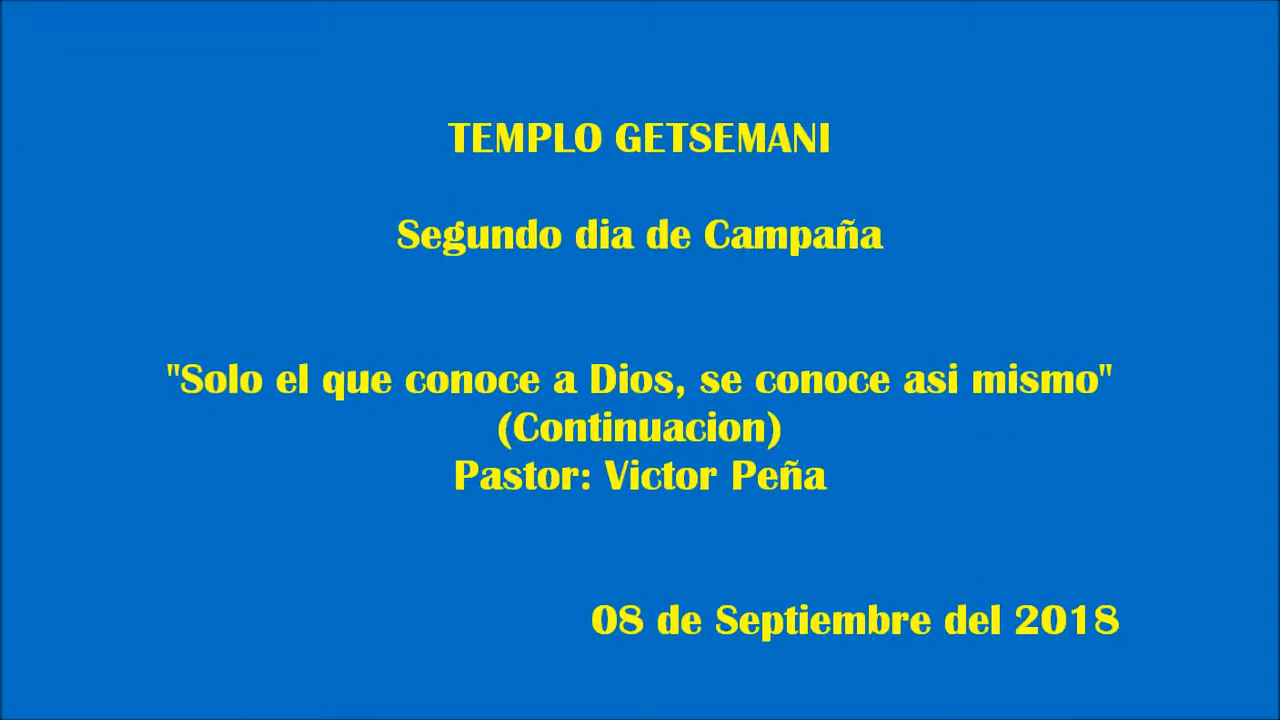 TEMPLO GETSEMANI
Segundo dia de Campaña
"Solo el que conoce a Dios, se conoce asi mismo"
(Continuacion)
Pastor: Victor Peña
08 de Septiembre del 2018